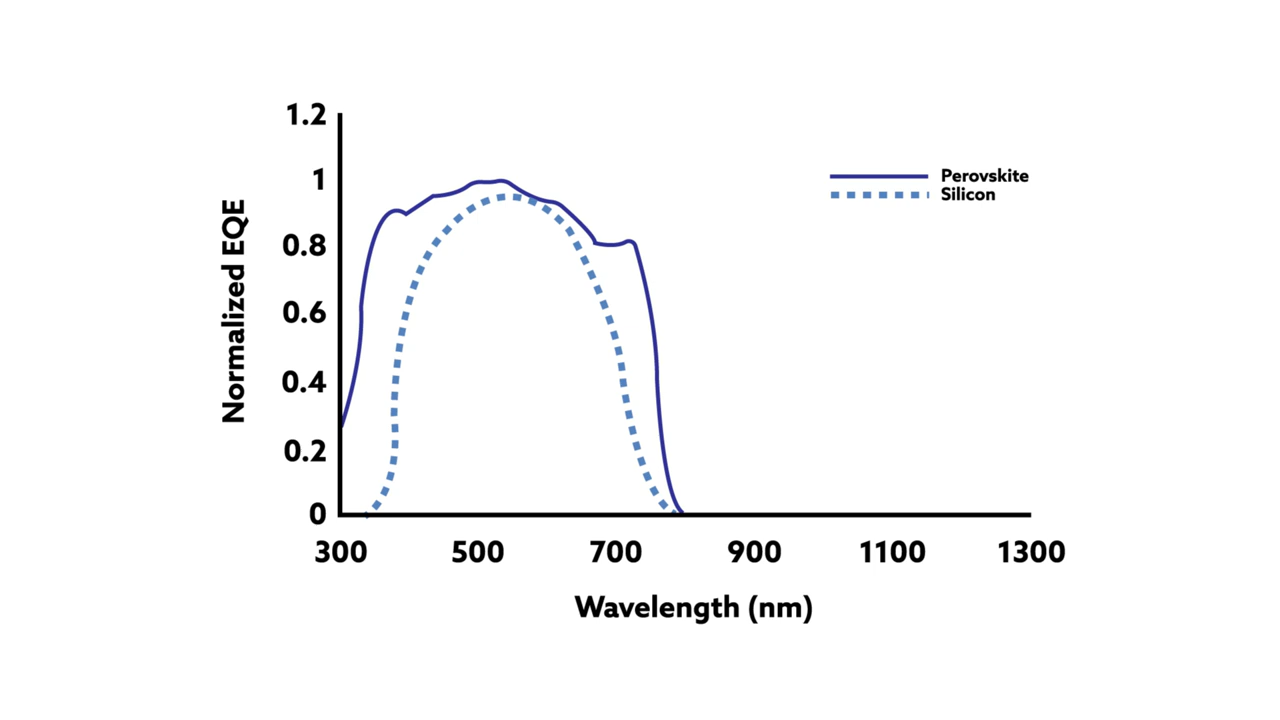 1.2
1
0.8
0.6
0.4
0.2
0
Normalized EQE
300 500 700 900 1100 1300
Wavelength (nm)
Perovskite
Silicon